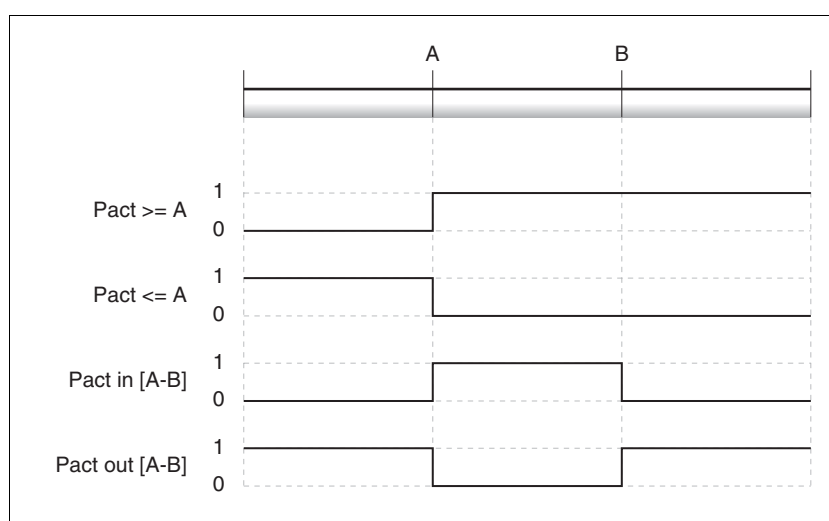 A B
1
Pact >= A
0
1
Pact <= A
0
1
Pact in [A-B]
0
1
Pact out [A-B]
0